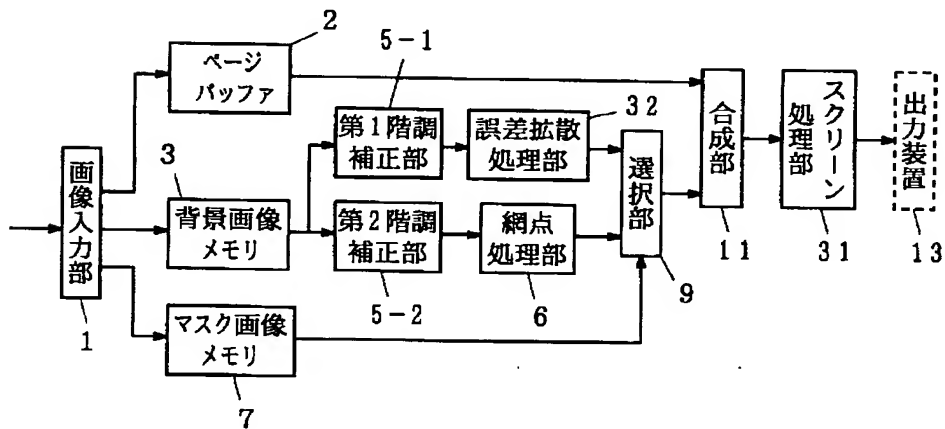 2
ページ
バッファ
5-1
第1階調
補正部
32
誤差拡散
処理部
3
背景画像
メモリ
画像入力部
1
第2階調
補正部
5-2
網点
処理部
6
選択部
9
合成部
11
スクリーン
処理部
31
出力装置
13
マスク画像
メモリ
7